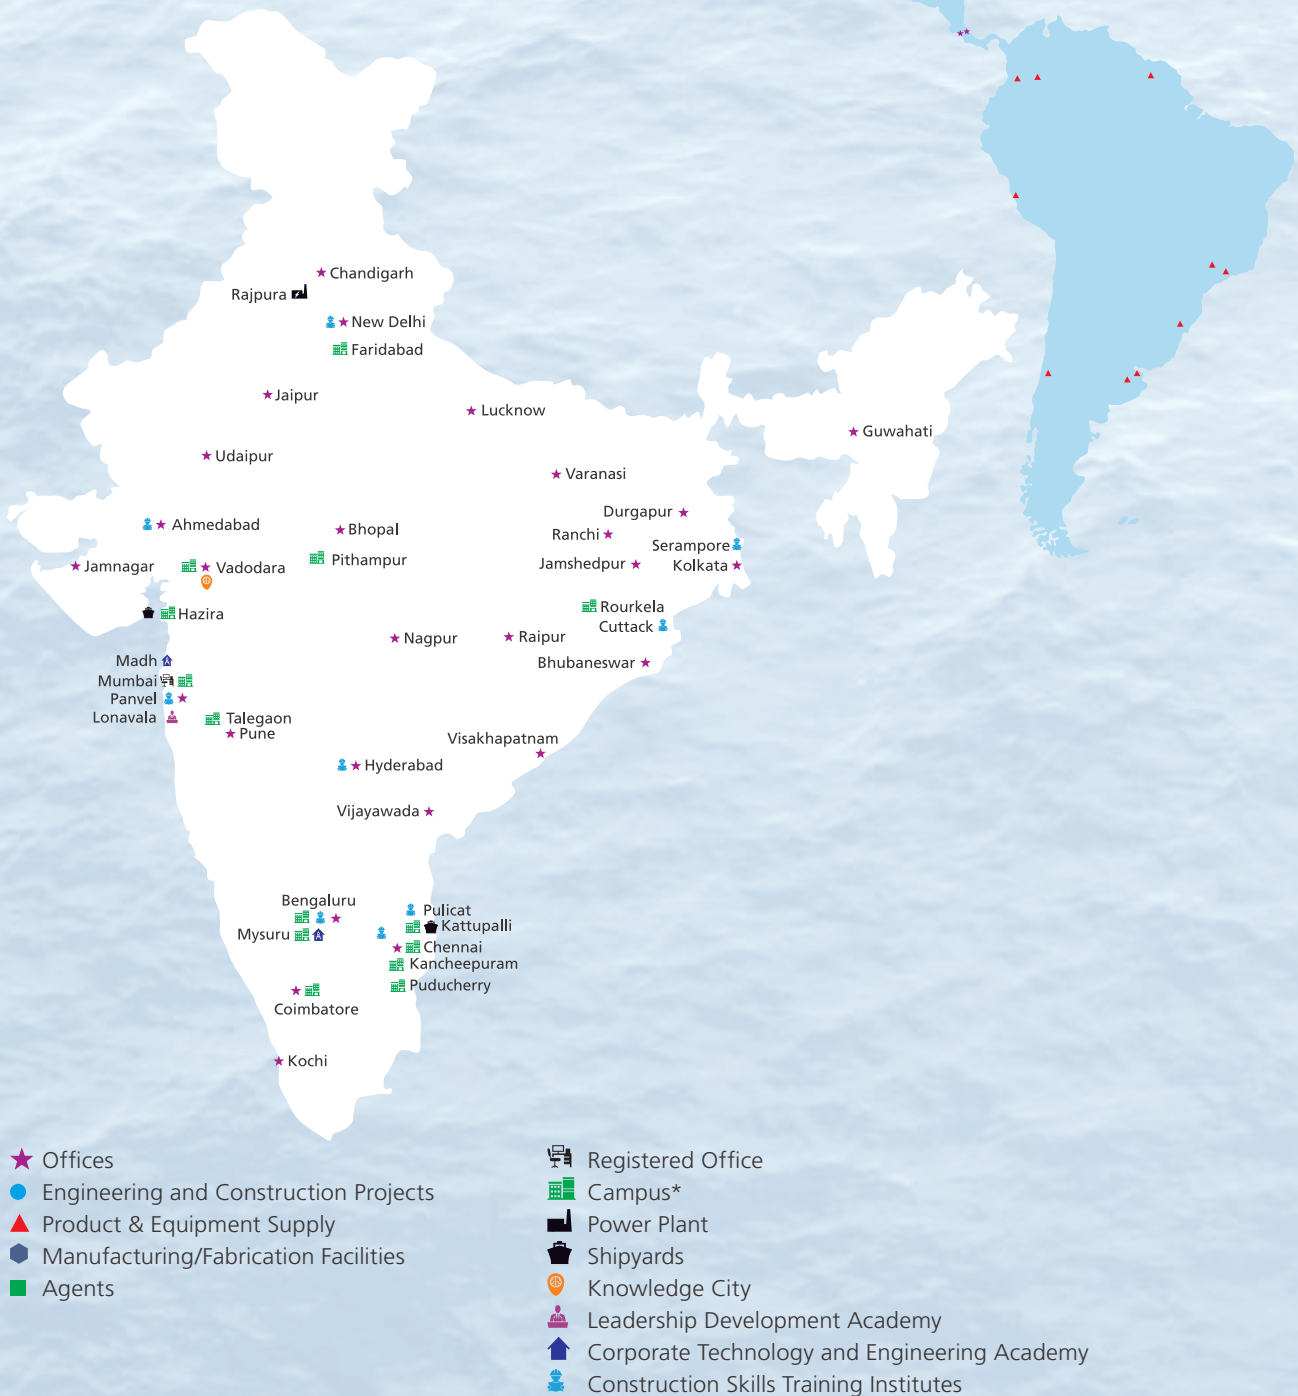 Chandigarh
Rajpura
New Delhi
Faridabad
Jaipur
Lucknow
Guwahati
Udaipur
Varanasi
Durgapur
Ahmedabad
Bhopal
Ranchi
Serampore
Pithampur
Jamshedpur
Kolkata
Jamnagar
Vadodara
Rourkela
Hazira
Cuttack
Nagpur
Raipur
Bhubaneswar
Madh
Mumbai
Panvel
Lonavala
Talegaon
Pune
Visakhapatnam
Hyderabad
Vijayawada
Bengaluru
Pulicat
Kattupalli
Mysuru
Chennai
Kancheepuram
Puducherry
Coimbatore
Kochi
Offices
Engineering and Construction Projects
Product & Equipment Supply
Manufacturing/Fabrication Facilities
Agents
Registered Office
Campus*
Power Plant
Shipyards
Knowledge City
Leadership Development Academy
Corporate Technology and Engineering Academy
Construction Skills Training Institutes